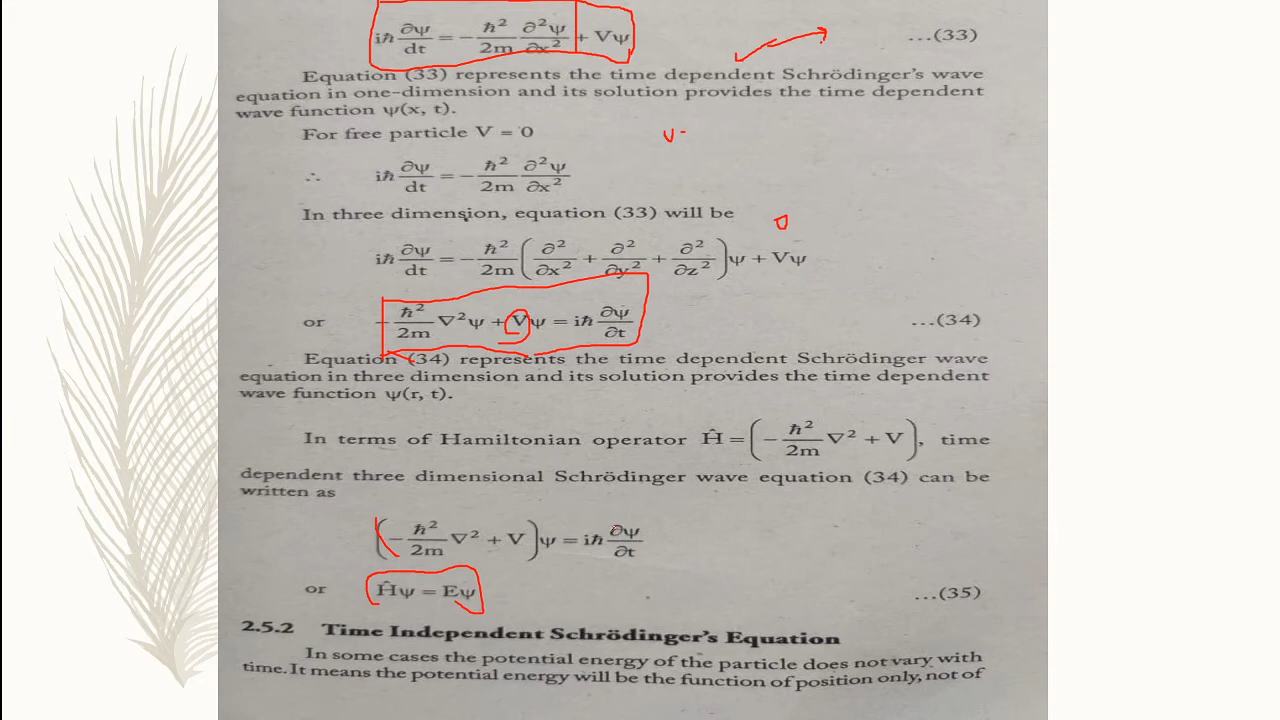 iħ ∂ψ/dt = − ħ²/2m ∂²ψ/∂x² + Vψ ...(33)
Equation (33) represents the time dependent Schrödinger's wave
equation in one-dimension and its solution provides the time dependent
wave function ψ(x, t).
For free particle V = 0
∴ iħ ∂ψ/dt = − ħ²/2m ∂²ψ/∂x²
In three dimension, equation (33) will be
iħ ∂ψ/dt = − ħ²/2m (∂²/∂x² + ∂²/∂y² + ∂²/∂z²) ψ + Vψ
or − ħ²/2m ∇²ψ + Vψ = iħ ∂ψ/∂t ...(34)
Equation (34) represents the time dependent Schrödinger wave
equation in three dimension and its solution provides the time dependent
wave function ψ(r, t).
In terms of Hamiltonian operator Ĥ = (− ħ²/2m ∇² + V), time
dependent three dimensional Schrödinger wave equation (34) can be
written as
(− ħ²/2m ∇² + V) ψ = iħ ∂ψ/∂t
or Ĥψ = Eψ ...(35)
2.5.2 Time Independent Schrödinger's Equation
In some cases the potential energy of the particle does not vary with
time. It means the potential energy will be the function of position only, not of